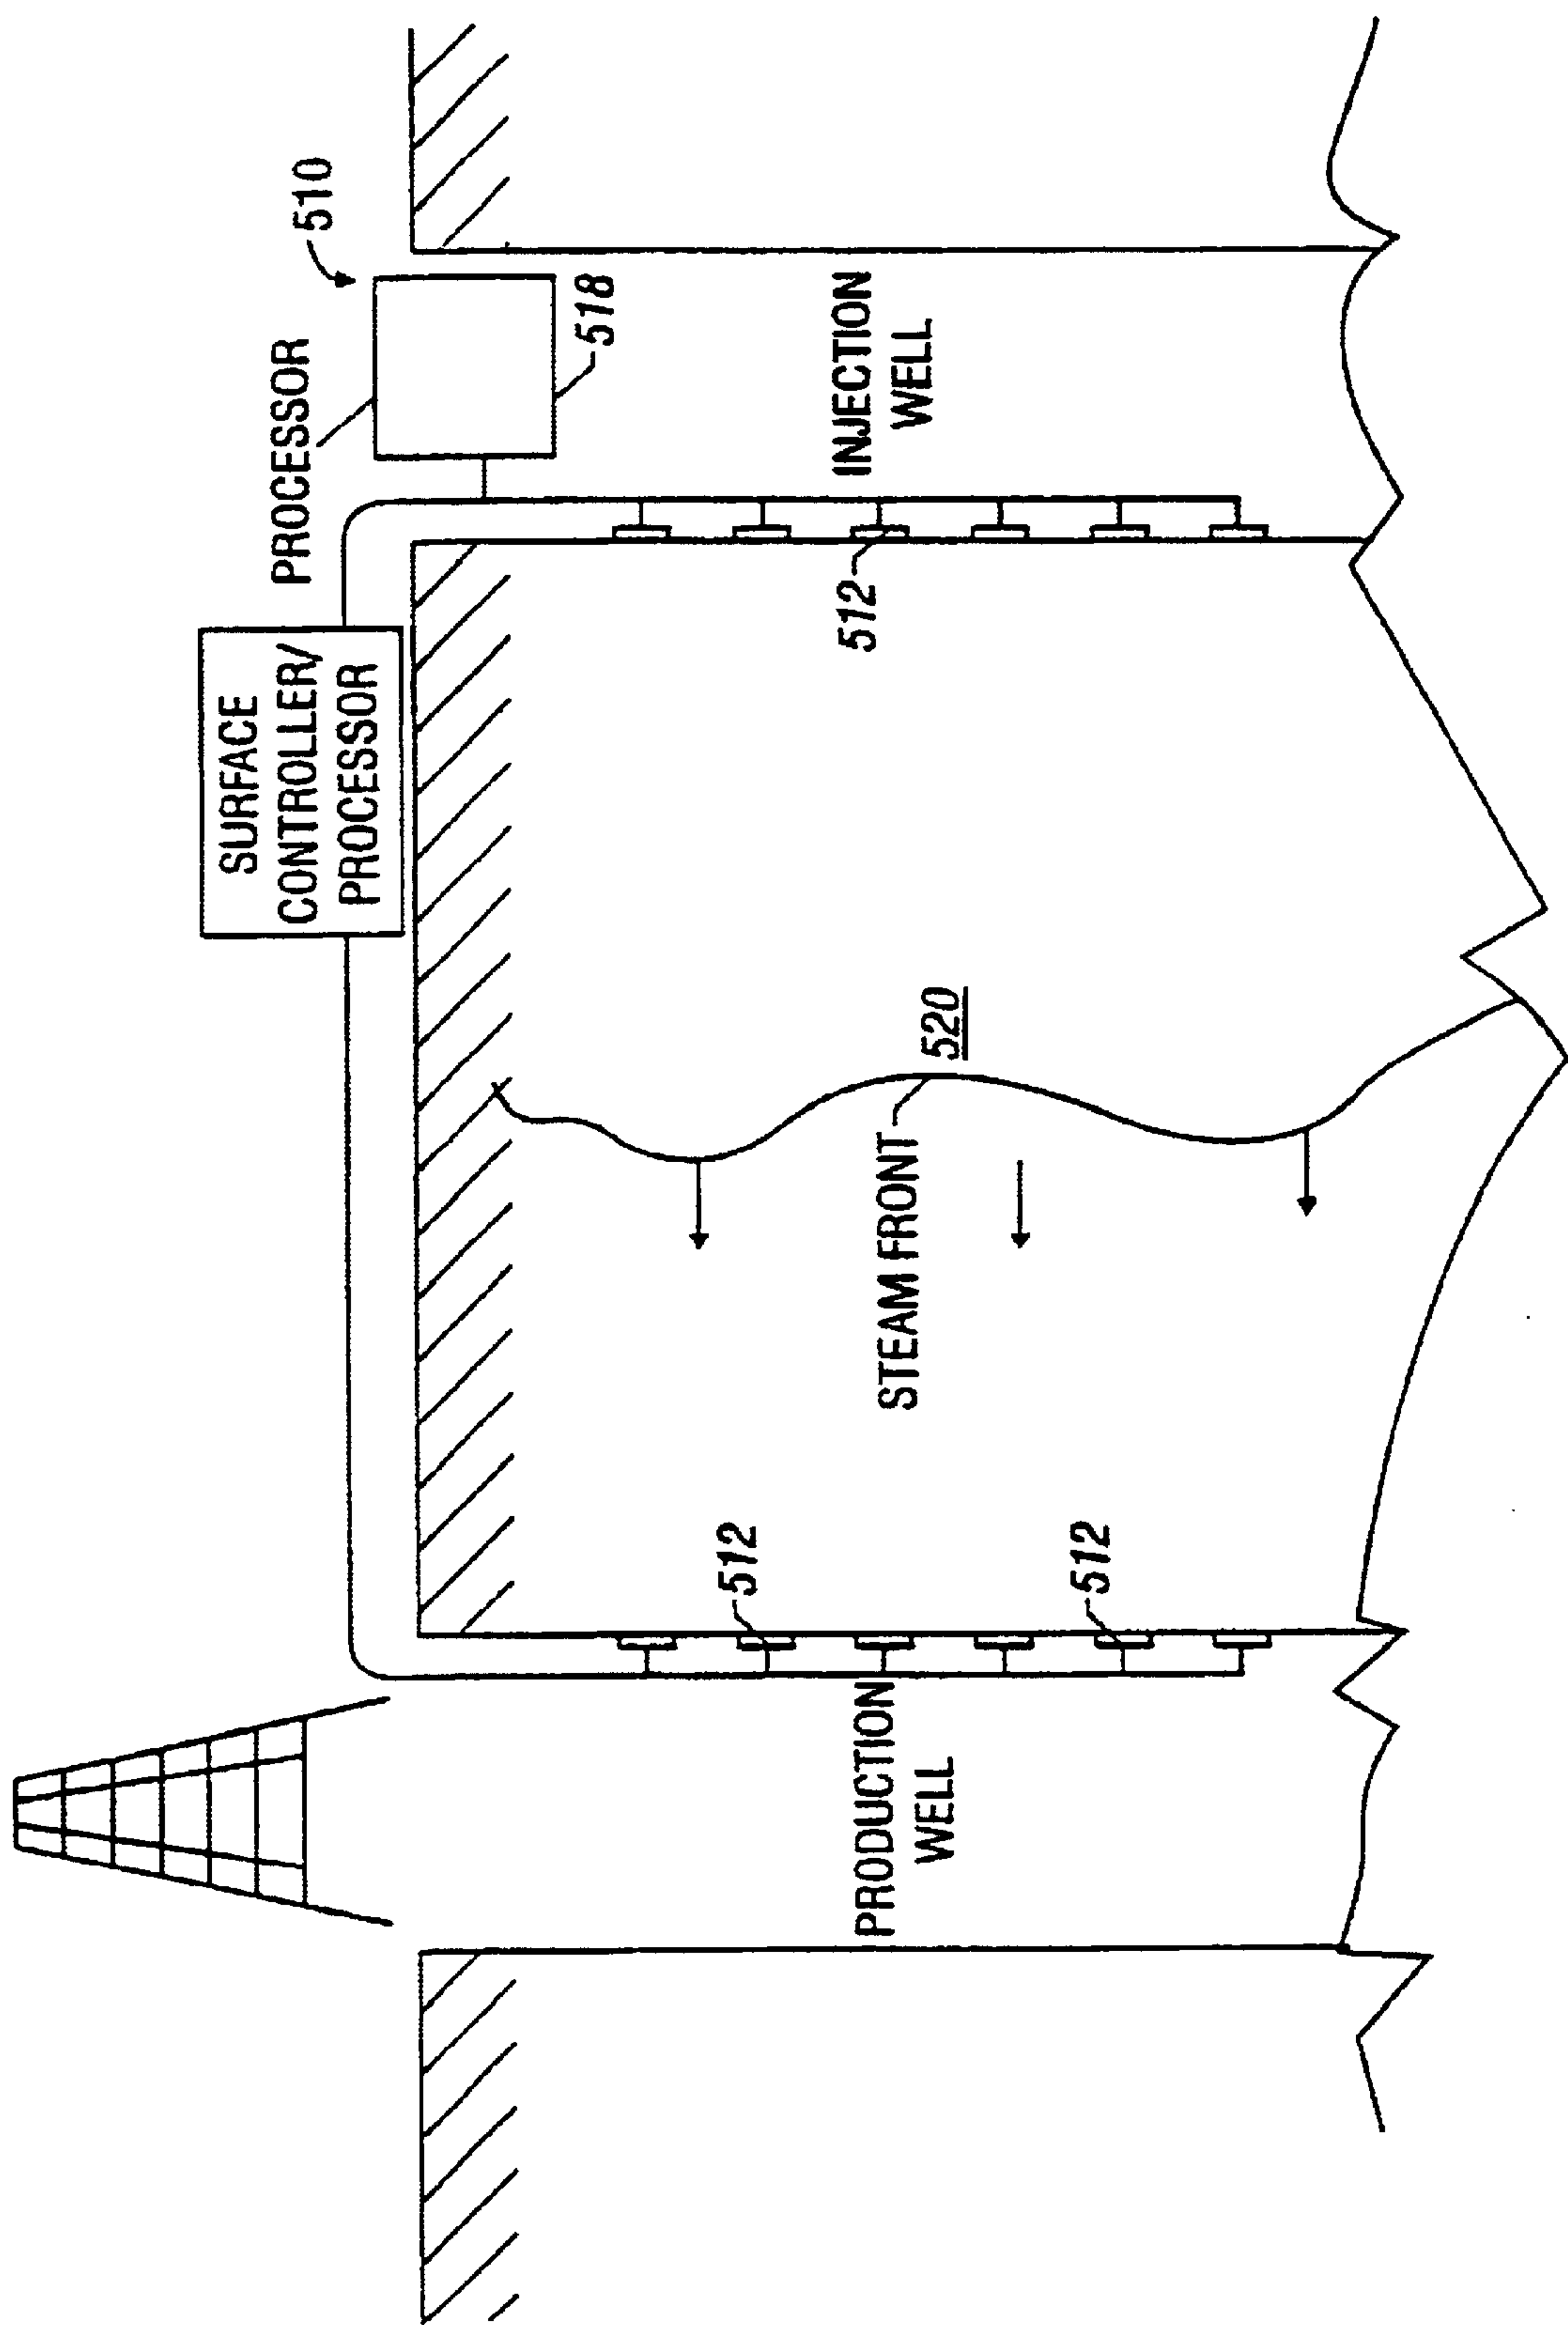 510
PROCESSOR
518
SURFACE
CONTROLLER/
PROCESSOR
INJECTION
WELL
512
520
STEAM FRONT
512
512
PRODUCTION
WELL